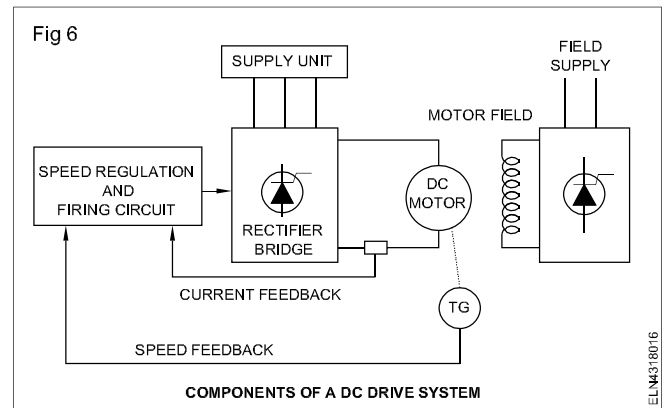 Fig 6
SUPPLY UNIT
FIELD
SUPPLY
MOTOR FIELD
SPEED REGULATION
AND
FIRING CIRCUIT
DC
MOTOR
RECTIFIER
BRIDGE
CURRENT FEEDBACK
TG
SPEED FEEDBACK
COMPONENTS OF A DC DRIVE SYSTEM
ELN4318016